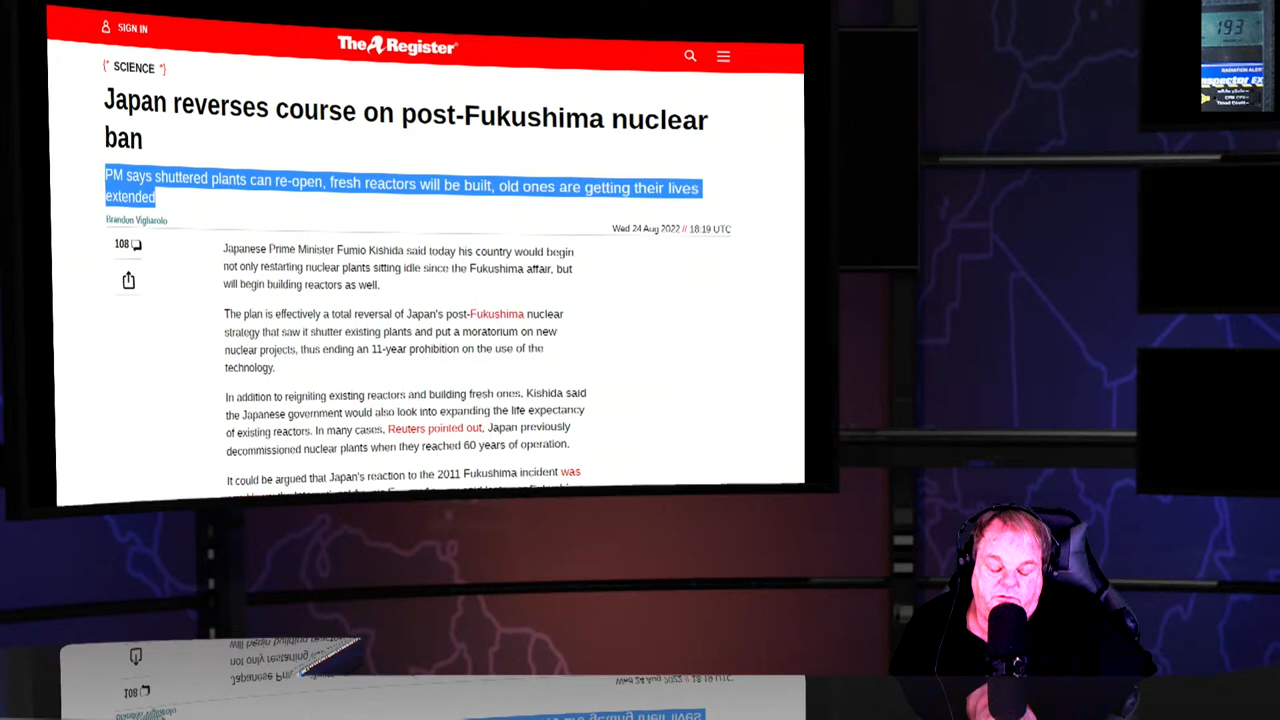 SIGN IN
The Register®
{* SCIENCE *}
Japan reverses course on post-Fukushima nuclear
ban
PM says shuttered plants can re-open, fresh reactors will be built, old ones are getting their lives
extended
Brandon Vigliarolo
Wed 24 Aug 2022 // 18:19 UTC
108
Japanese Prime Minister Fumio Kishida said today his country would begin
not only restarting nuclear plants sitting idle since the Fukushima affair, but
will begin building reactors as well.
The plan is effectively a total reversal of Japan's post-Fukushima nuclear
strategy that saw it shutter existing plants and put a moratorium on new
nuclear projects, thus ending an 11-year prohibition on the use of the
technology.
In addition to reigniting existing reactors and building fresh ones, Kishida said
the Japanese government would also look into expanding the life expectancy
of existing reactors. In many cases, Reuters pointed out, Japan previously
decommissioned nuclear plants when they reached 60 years of operation.
It could be argued that Japan's reaction to the 2011 Fukushima incident was
193
RADIATION ALERT
Inspector EX